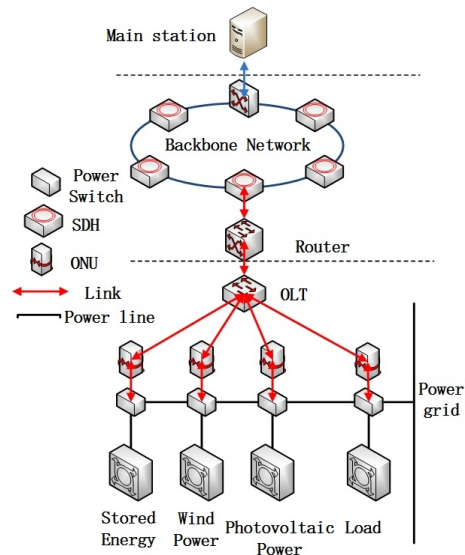 Main station
Backbone Network
Power
Switch
SDH
ONU
Link
Power line
Router
OLT
Power
grid
Stored
Energy
Wind
Power
Photovoltaic
Power
Load